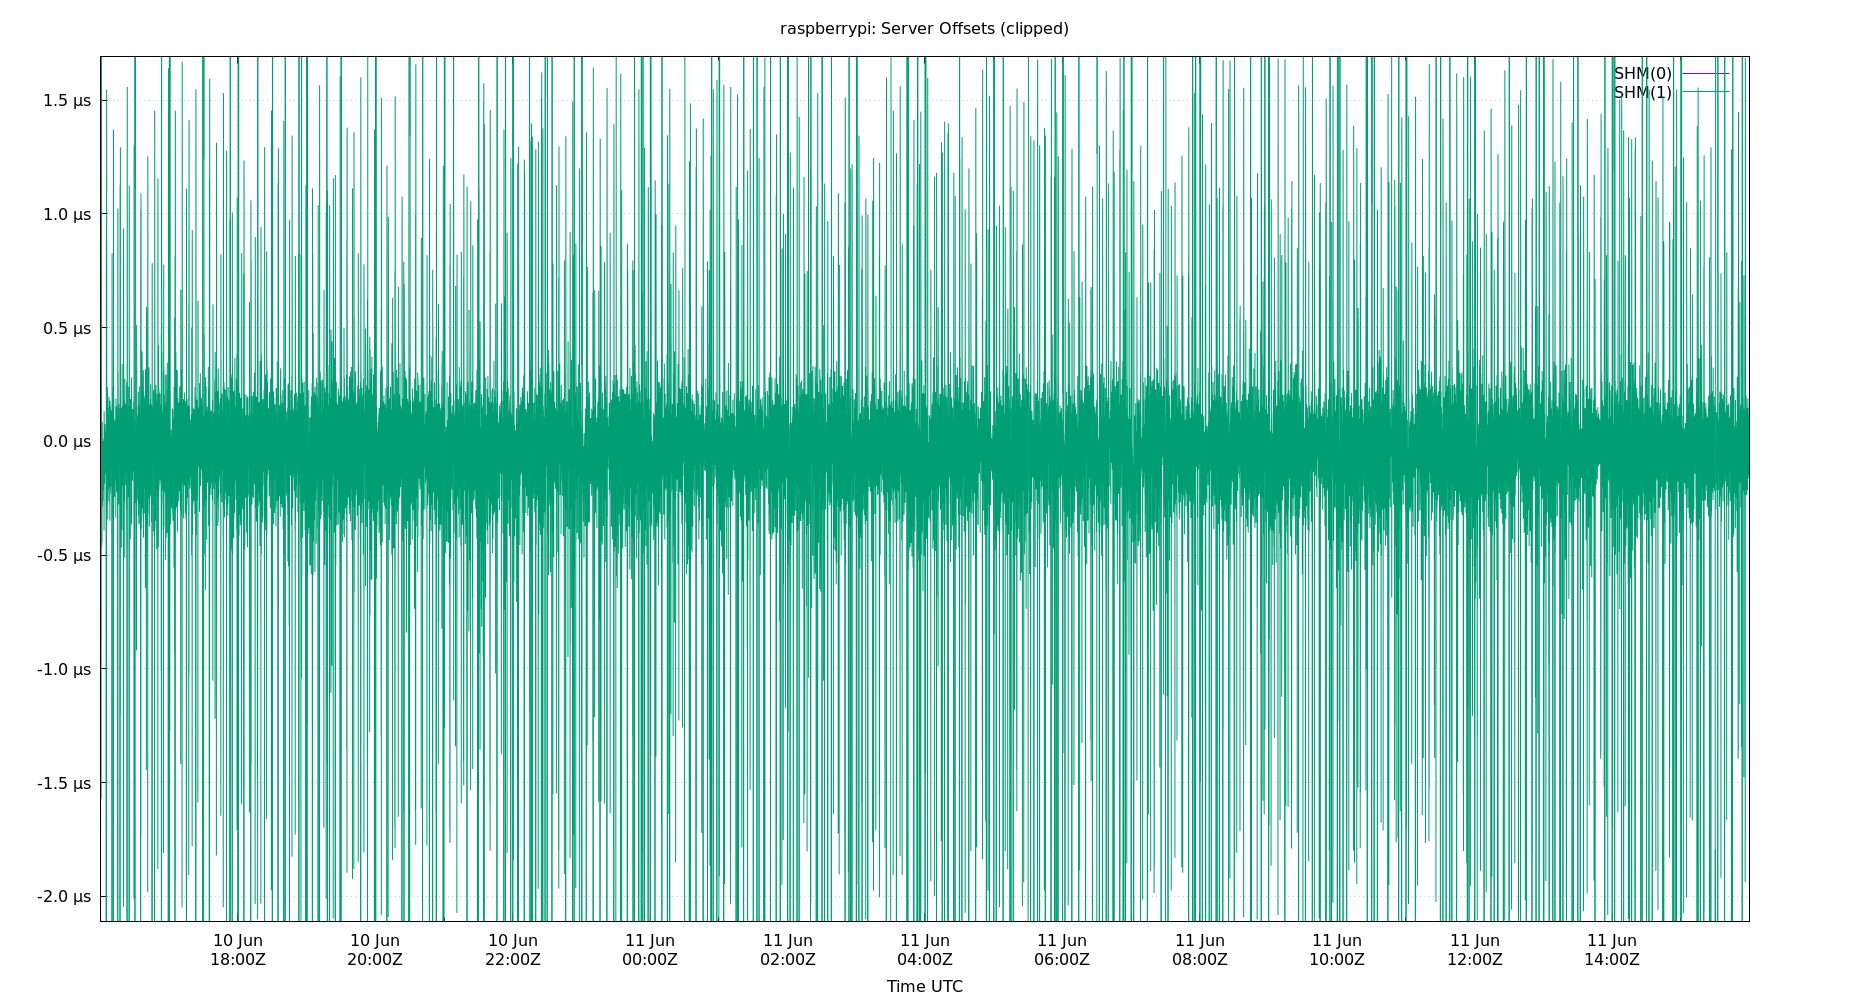 raspberrypi: Server Offsets (clipped)
SHM(0)
SHM(1)
1.5 µs
1.0 µs
0.5 µs
0.0 µs
-0.5 µs
-1.0 µs
-1.5 µs
-2.0 µs
10 Jun 10 Jun 10 Jun 11 Jun 11 Jun 11 Jun 11 Jun 11 Jun 11 Jun 11 Jun 11 Jun
18:00Z 20:00Z 22:00Z 00:00Z 02:00Z 04:00Z 06:00Z 08:00Z 10:00Z 12:00Z 14:00Z
Time UTC